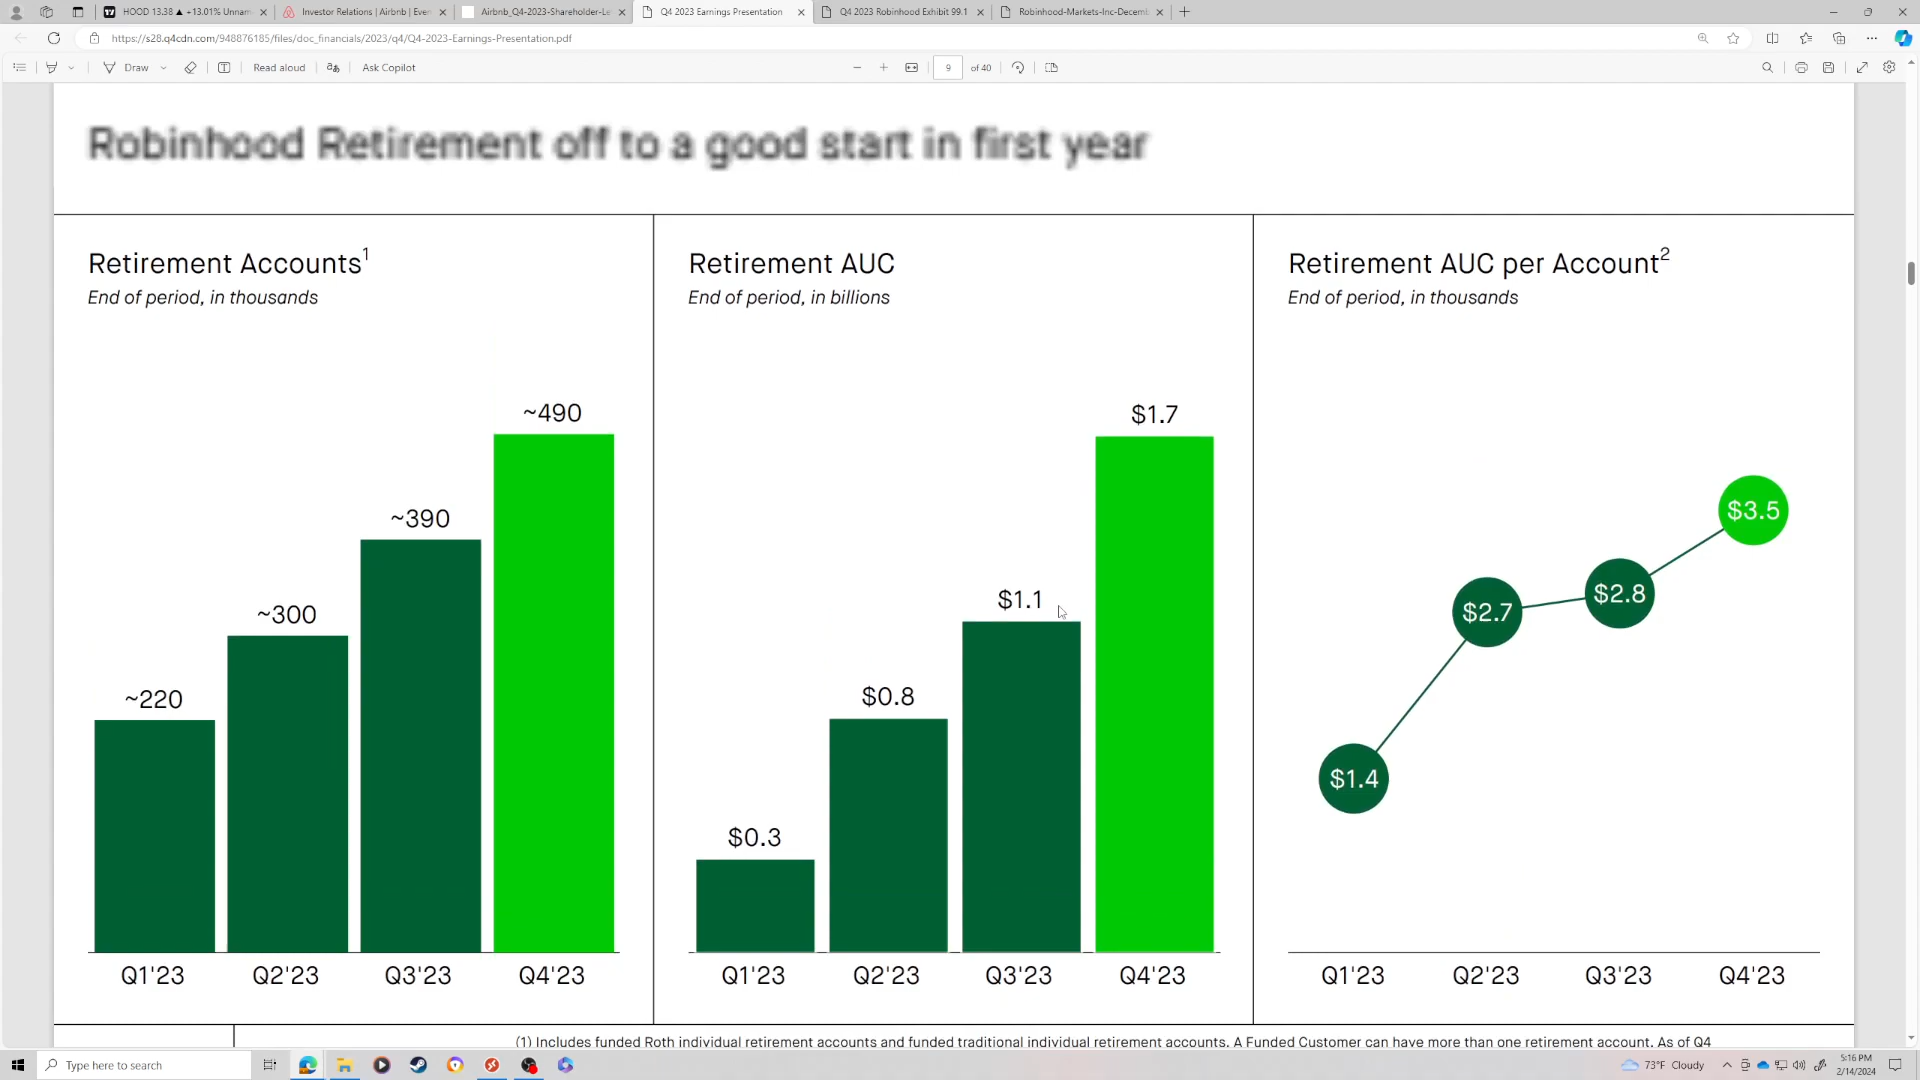 HOOD 13.38 ▲ +13.01% Unnam
Investor Relations | Airbnb | Even
Airbnb_Q4-2023-Shareholder-Le
Q4 2023 Earnings Presentation
Q4 2023 Robinhood Exhibit 99.1
Robinhood-Markets-Inc-Decemb
https://s28.q4cdn.com/948876185/files/doc_financials/2023/q4/Q4-2023-Earnings-Presentation.pdf
Draw
Read aloud
Ask Copilot
9 of 40
Robinhood Retirement off to a good start in first year
Retirement Accounts1
End of period, in thousands
~220
~300
~390
~490
Q1'23 Q2'23 Q3'23 Q4'23
Retirement AUC
End of period, in billions
$0.3
$0.8
$1.1
$1.7
Q1'23 Q2'23 Q3'23 Q4'23
Retirement AUC per Account2
End of period, in thousands
$1.4
$2.7
$2.8
$3.5
Q1'23 Q2'23 Q3'23 Q4'23
(1) Includes funded Roth individual retirement accounts and funded traditional individual retirement accounts. A Funded Customer can have more than one retirement account. As of Q4
Type here to search
73°F Cloudy
5:16 PM
2/14/2024